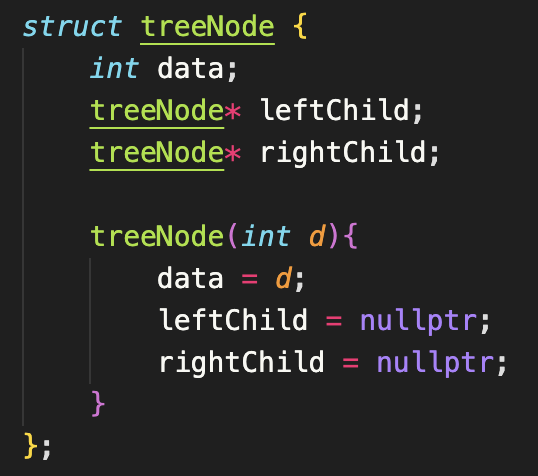 struct treeNode {
    int data;
    treeNode* leftChild;
    treeNode* rightChild;

    treeNode(int d){
        data = d;
        leftChild = nullptr;
        rightChild = nullptr;
    }
};